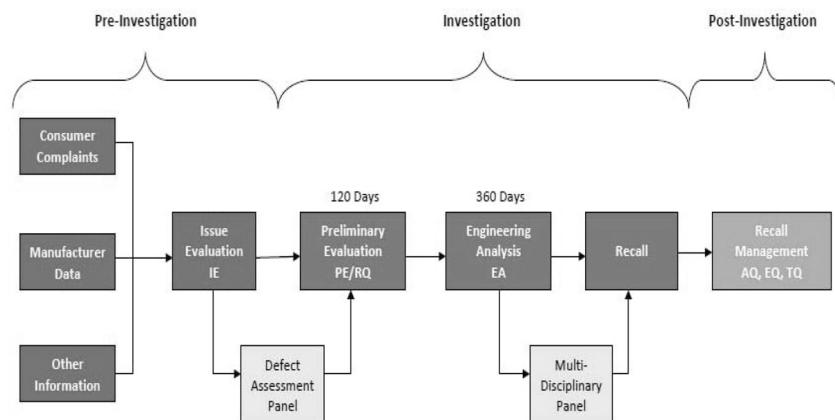 Pre-Investigation
Investigation
Post-Investigation
Consumer
Complaints
Manufacturer
Data
Other
Information
Issue
Evaluation
IE
Defect
Assessment
Panel
120 Days
Preliminary
Evaluation
PE/RQ
360 Days
Engineering
Analysis
EA
Multi-
Disciplinary
Panel
Recall
Recall
Management
AQ, EQ, TQ